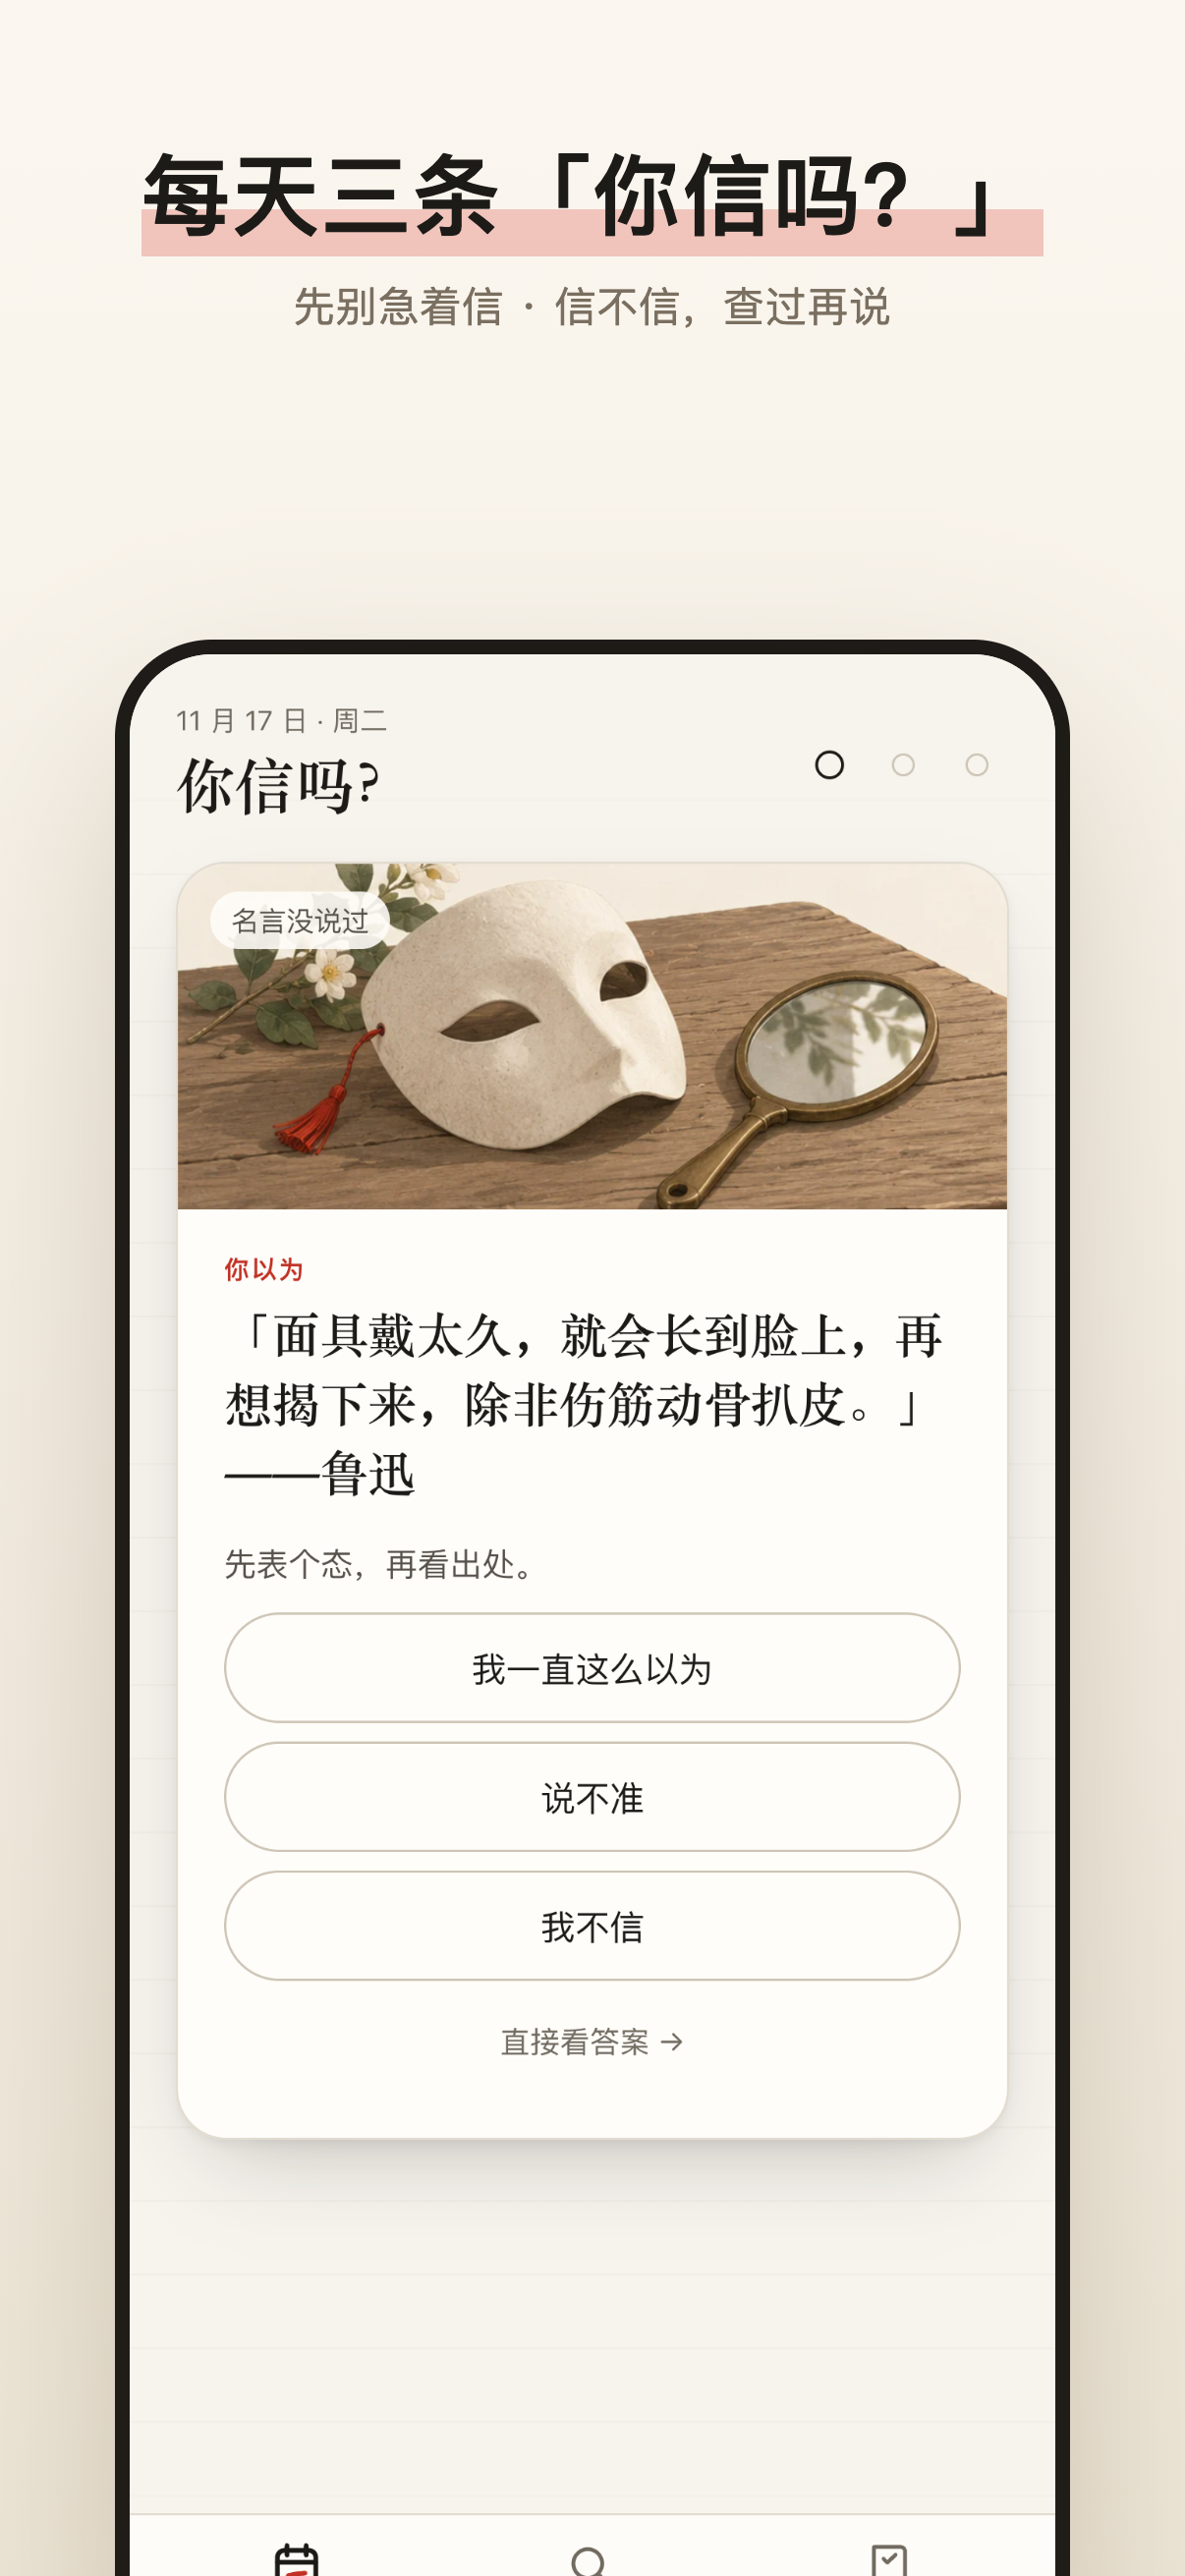 每天三条「你信吗？」
先别急着信 · 信不信，查过再说
11 月 17 日 · 周二
你信吗?
名言没说过
你以为
「面具戴太久，就会长到脸上，再
想揭下来，除非伤筋动骨扒皮。」
——鲁迅
先表个态，再看出处。
我一直这么以为
说不准
我不信
直接看答案 →